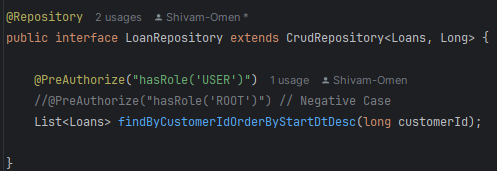 @Repository 2 usages Shivam-Omen *
public interface LoanRepository extends CrudRepository<Loans, Long> {
@PreAuthorize("hasRole('USER')") 1 usage Shivam-Omen
//@PreAuthorize("hasRole('ROOT')") // Negative Case
List<Loans> findByCustomerIdOrderByStartDtDesc(long customerId);
}